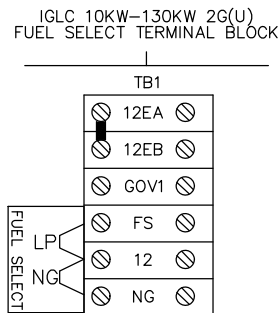 IGLC 10KW-130KW 2G(U)
FUEL SELECT TERMINAL BLOCK
TB1
12EA
12EB
GOV1
FS
12
NG
FUEL SELECT
LP
NG